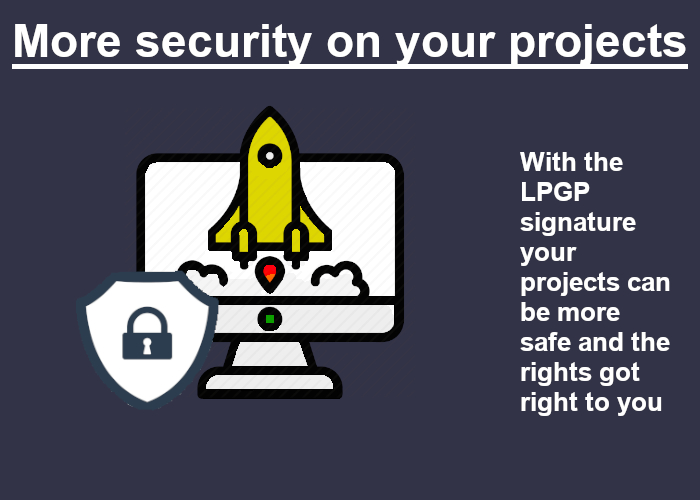 More security on your projects
With the
LPGP
signature
your
projects can
be more
safe and the
rights got
right to you